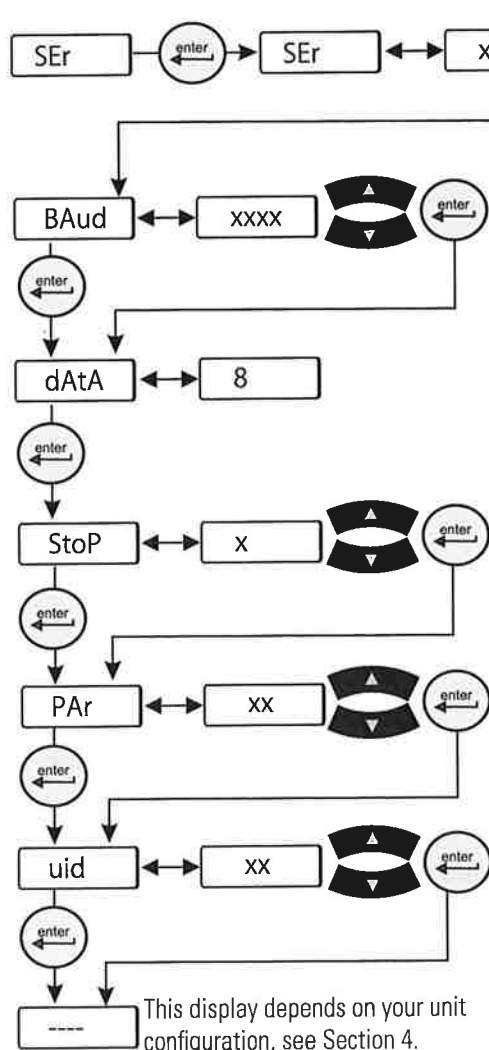 SEr enter SEr x
BAud xxxx enter
enter
dAtA 8
enter
StoP x enter
enter
PAr xx enter
enter
uid xx enter
enter
---- This display depends on your unit
configuration, see Section 4.